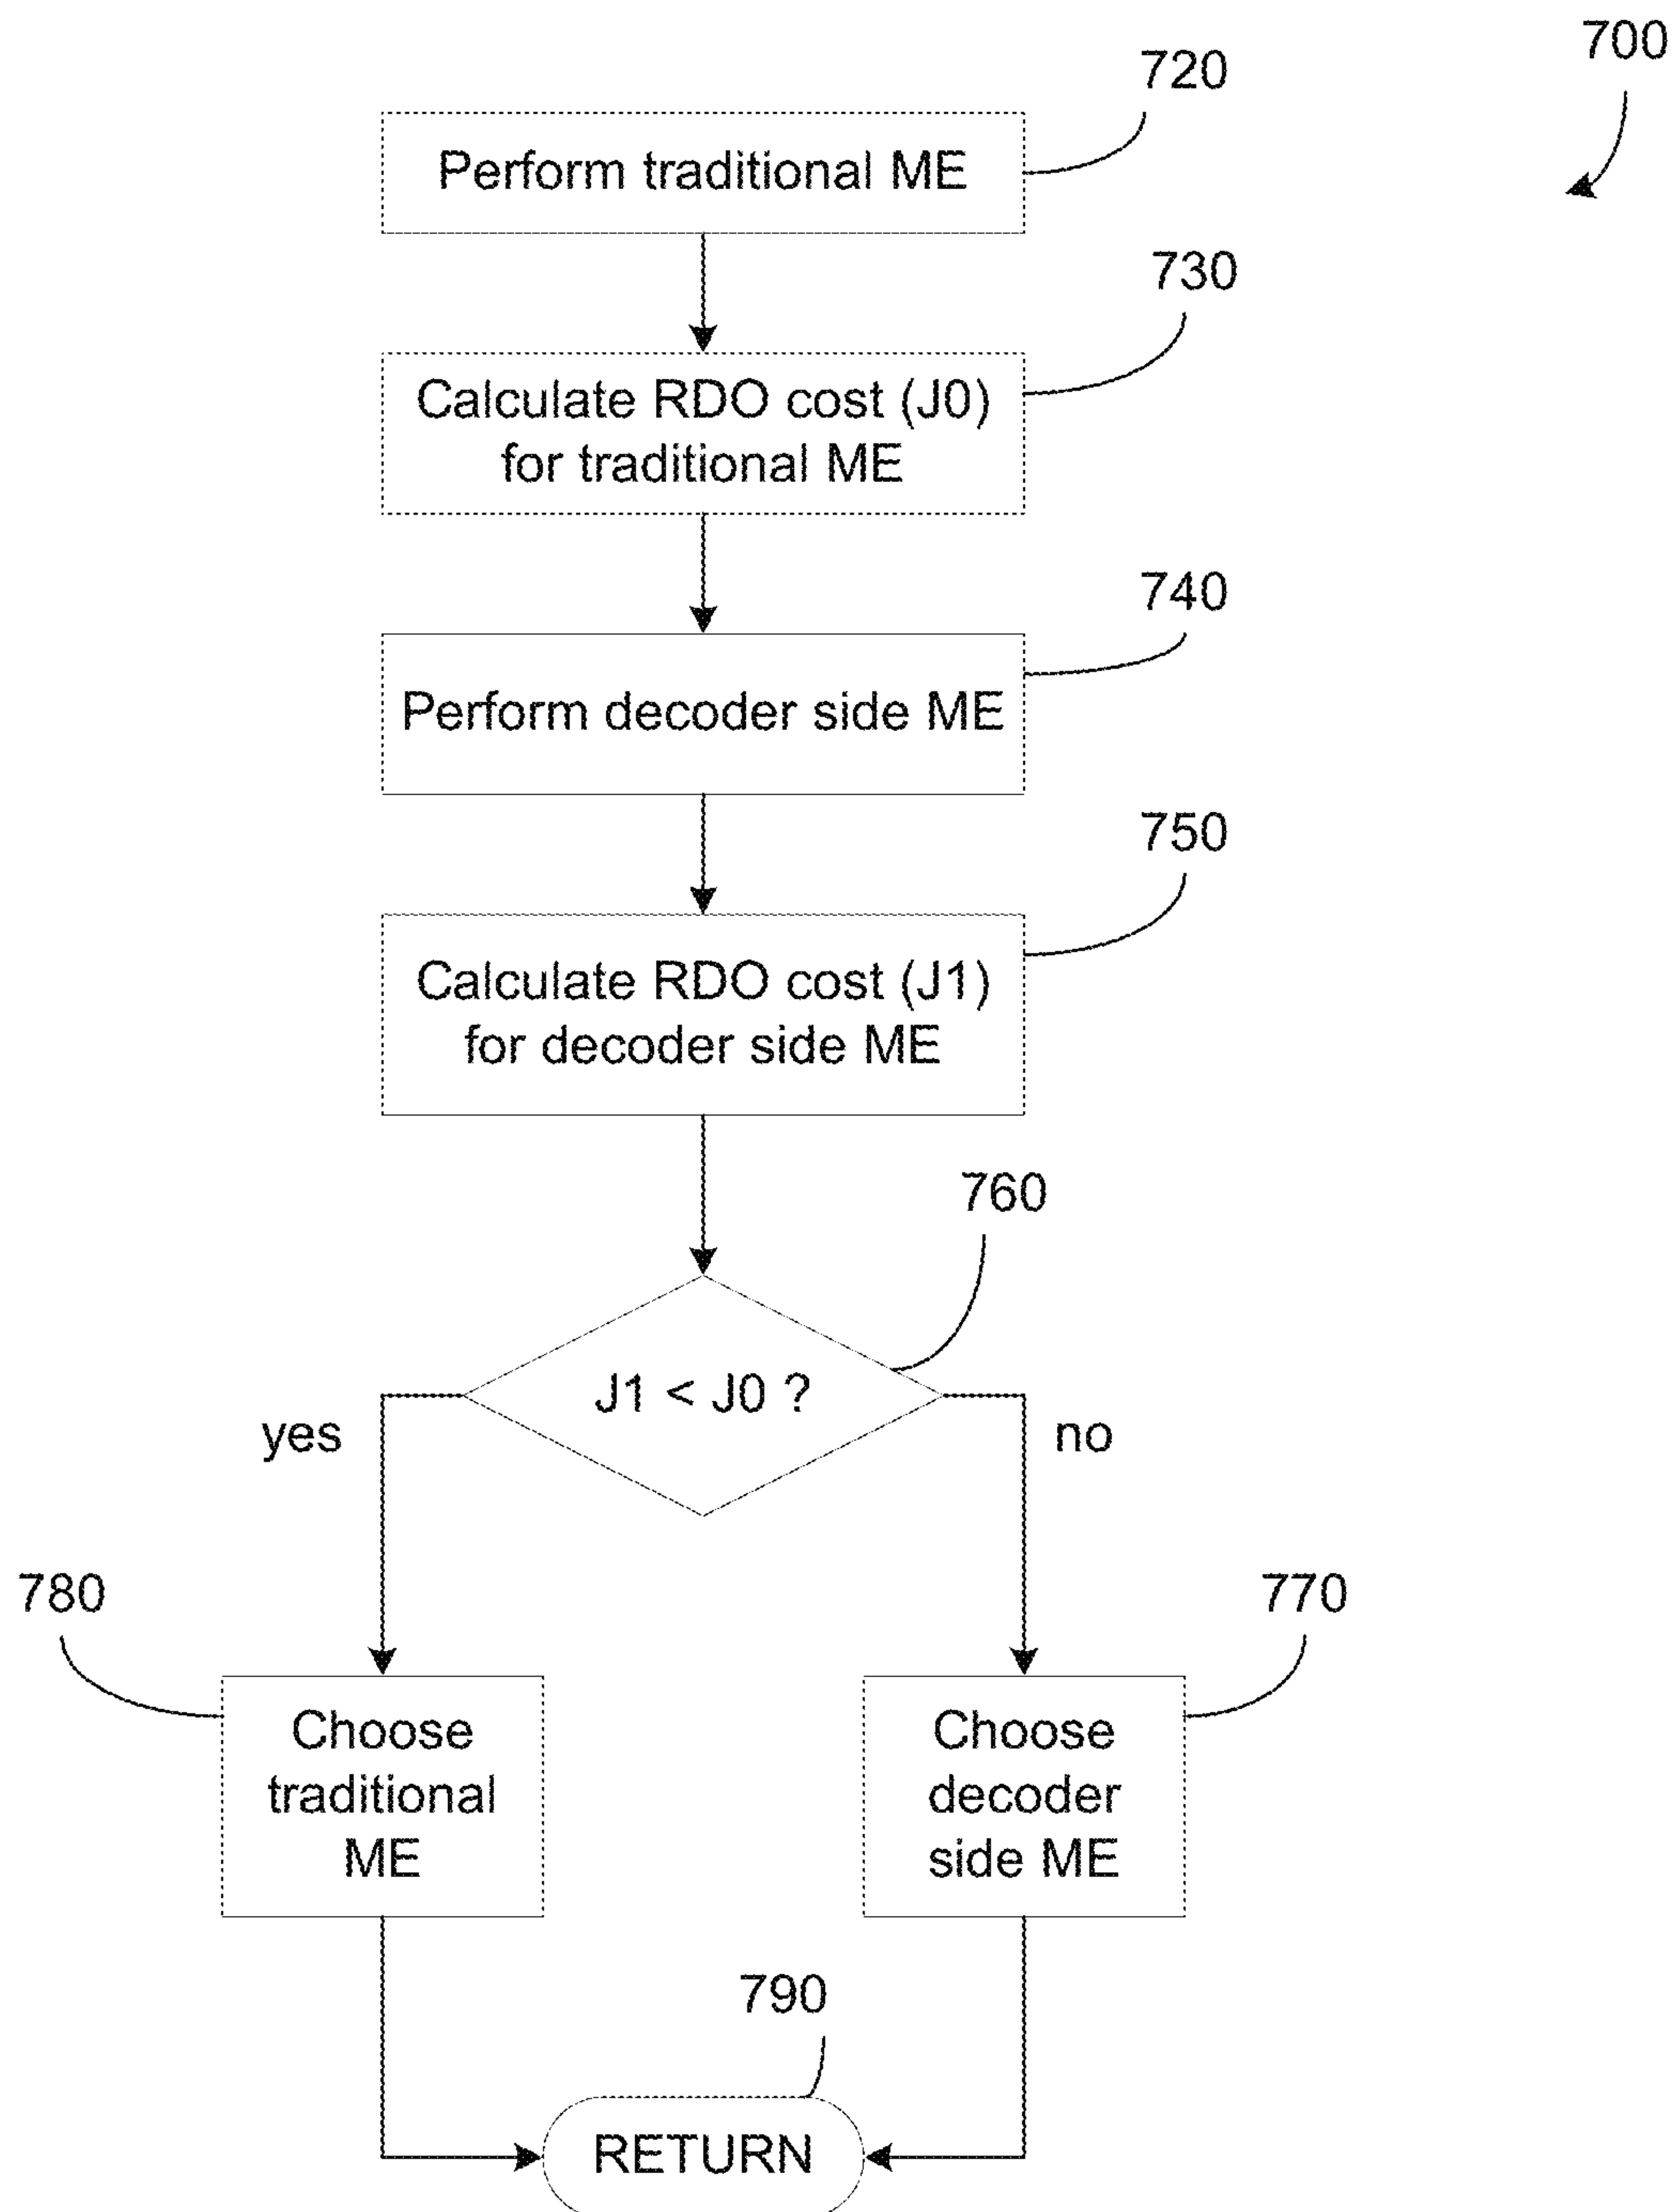 700
720
Perform traditional ME
730
Calculate RDO cost (J0)
for traditional ME
740
Perform decoder side ME
750
Calculate RDO cost (J1)
for decoder side ME
760
J1 < J0 ?
yes
no
780
770
Choose
traditional
ME
Choose
decoder
side ME
790
RETURN